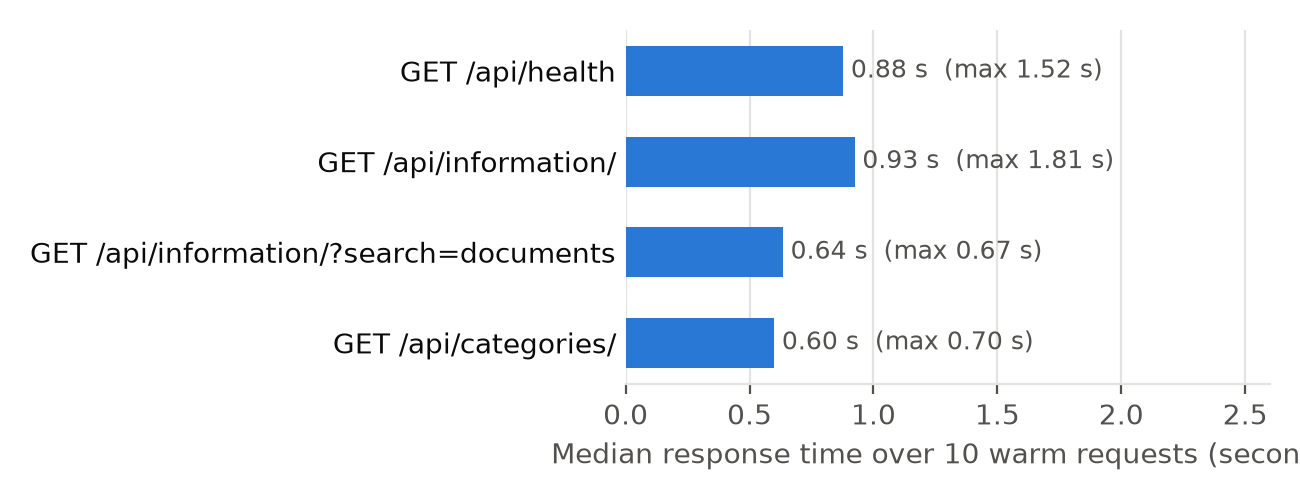 GET /api/health
0.88 s (max 1.52 s)
GET /api/information/
0.93 s (max 1.81 s)
GET /api/information/?search=documents
0.64 s (max 0.67 s)
GET /api/categories/
0.60 s (max 0.70 s)
0.0 0.5 1.0 1.5 2.0 2.5
Median response time over 10 warm requests (secon